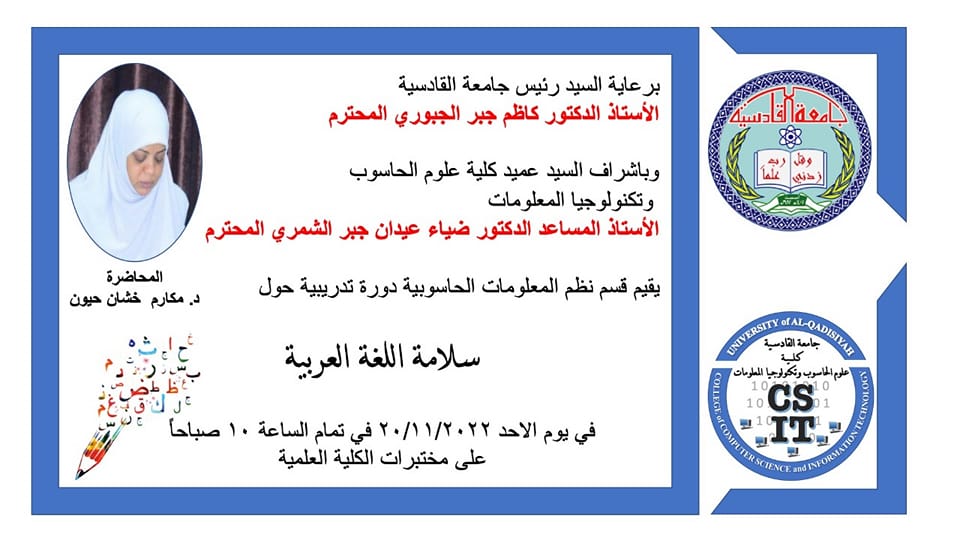 برعاية السيد رئيس جامعة القادسية
الأستاذ الدكتور كاظم جبر الجبوري المحترم
وباشراف السيد عميد كلية علوم الحاسوب
وتكنولوجيا المعلومات
الأستاذ المساعد الدكتور ضياء عيدان جبر الشمري المحترم
يقيم قسم نظم المعلومات الحاسوبية دورة تدريبية حول
سلامة اللغة العربية
في يوم الاحد ٢٠/١١/٢٠٢٢ في تمام الساعة ١٠ صباحاً
على مختبرات الكلية العلمية
المحاضرة
د. مكارم خشان حيون
جامعة القادسية
وقل رب
زدني علماً
UNIVERSITY of AL-QADISIYAH
جامعة القادسية
كلية
علوم الحاسوب وتكنولوجيا المعلومات
CS
IT
COLLEGE of COMPUTER SCIENCE and INFORMATION TECHNOLOGY